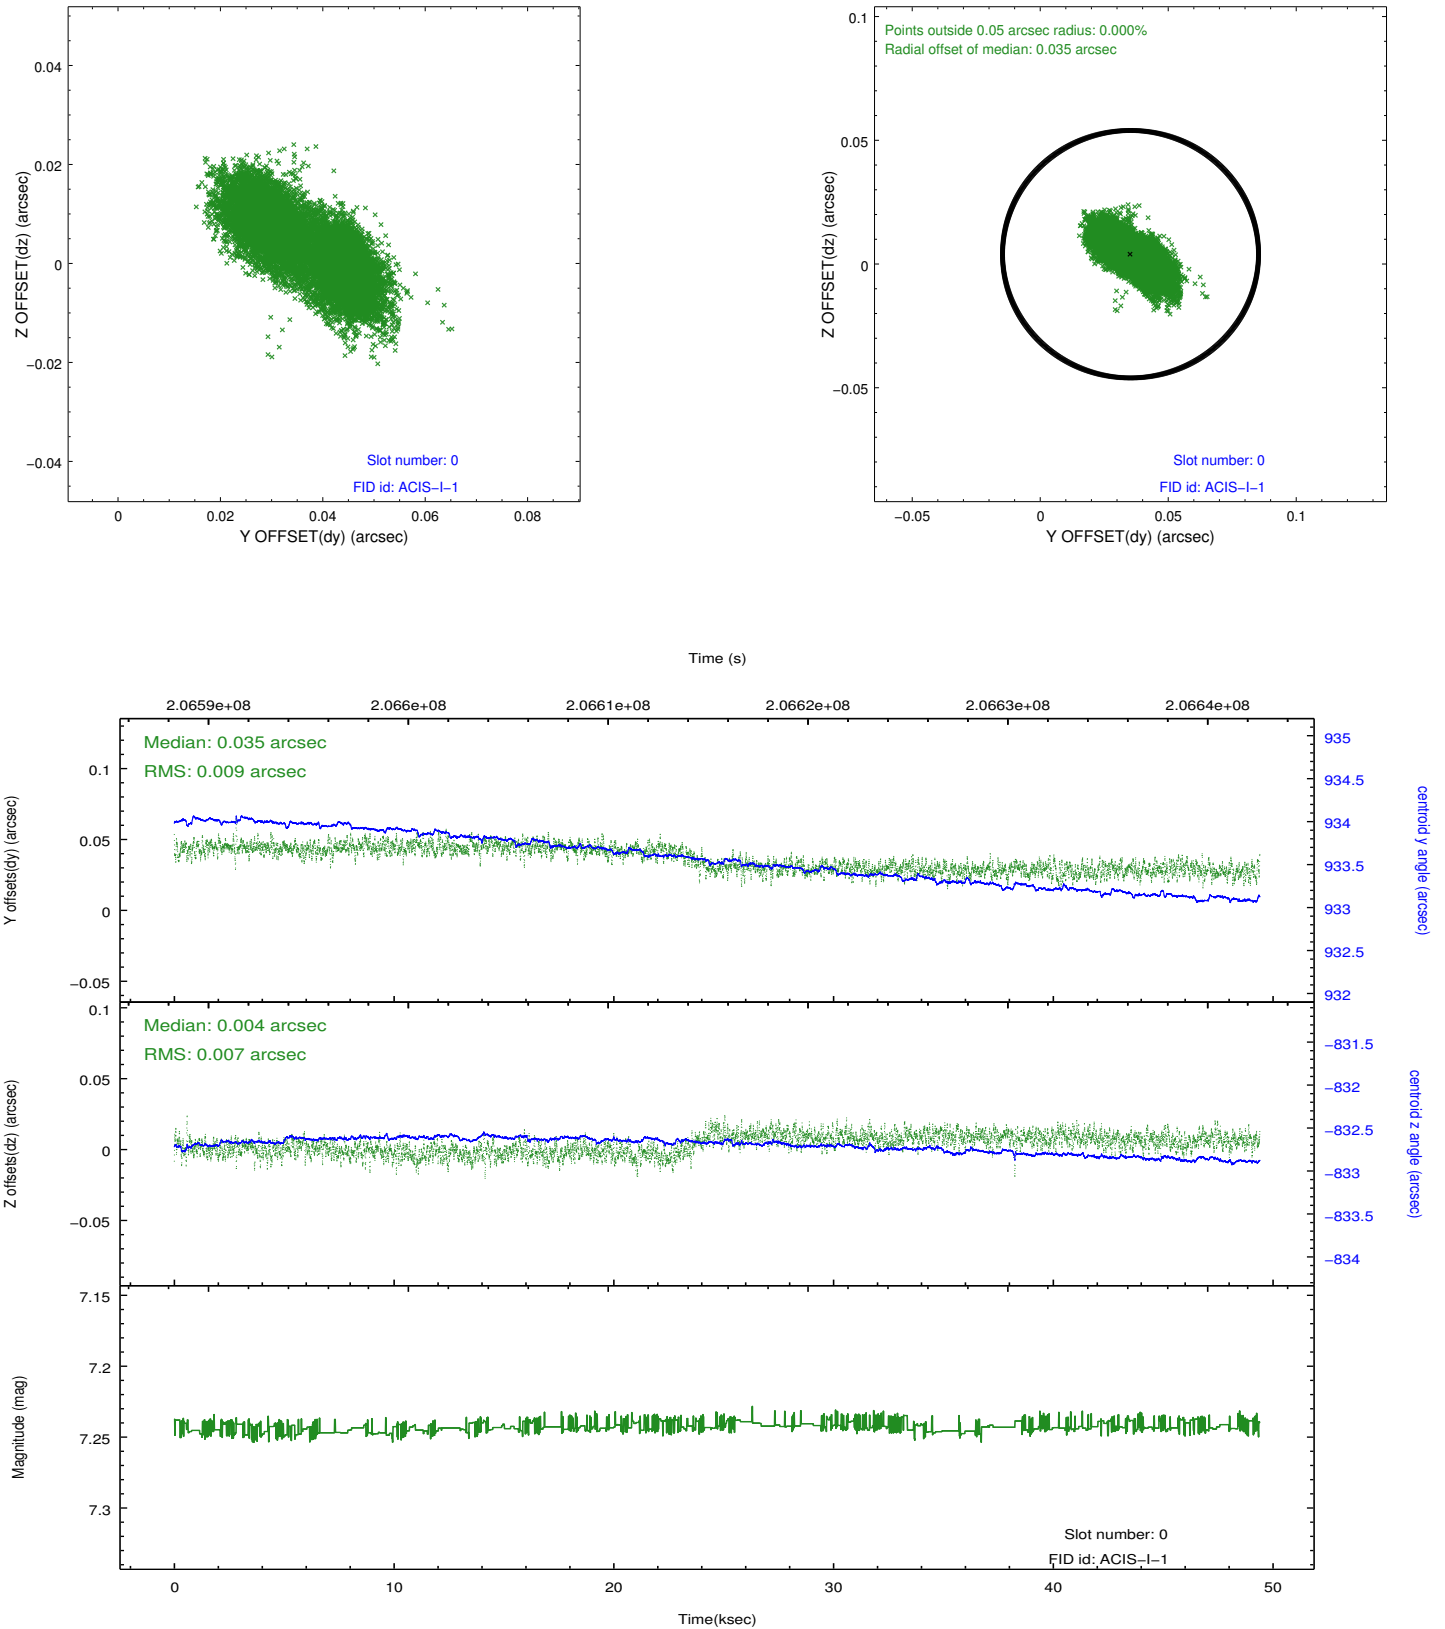 0.04
0.02
0
−0.02
−0.04
Z OFFSET(dz) (arcsec)
Slot number: 0
FID id: ACIS−I−1
0
0.02
0.04
0.06
0.08
Y OFFSET(dy) (arcsec)
0.1
0.05
0
−0.05
Z OFFSET(dz) (arcsec)
Points outside 0.05 arcsec radius: 0.000%
Radial offset of median: 0.035 arcsec
Slot number: 0
FID id: ACIS−I−1
−0.05
0
0.05
0.1
Y OFFSET(dy) (arcsec)
Time (s)
2.0659e+08
2.066e+08
2.0661e+08
2.0662e+08
2.0663e+08
2.0664e+08
Median: 0.035 arcsec
RMS: 0.009 arcsec
0.1
0.05
0
−0.05
Y offsets(dy) (arcsec)
935
934.5
934
933.5
933
932.5
932
centroid y angle (arcsec)
Median: 0.004 arcsec
RMS: 0.007 arcsec
0.1
0.05
0
−0.05
Z offsets(dz) (arcsec)
−831.5
−832
−832.5
−833
−833.5
−834
centroid z angle (arcsec)
7.15
7.2
7.25
7.3
Magnitude (mag)
Slot number: 0
FID id: ACIS−I−1
0
10
20
30
40
50
Time(ksec)